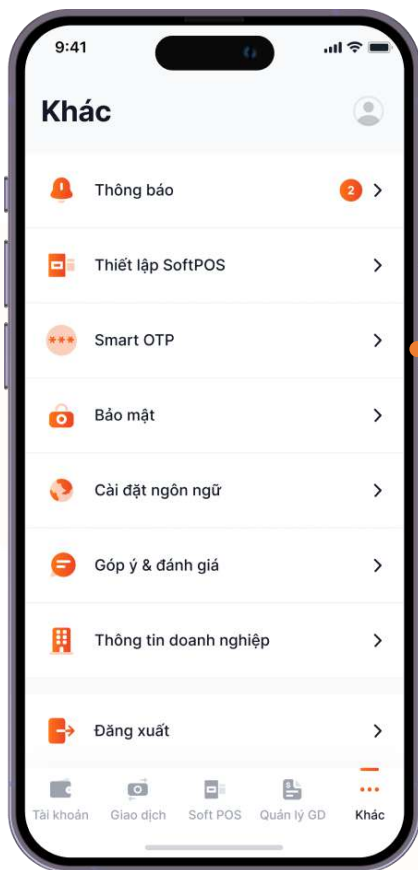 9:41
Khác
Thông báo
2
Thiết lập SoftPOS
***
Smart OTP
Bảo mật
Cài đặt ngôn ngữ
Góp ý & đánh giá
Thông tin doanh nghiệp
Đăng xuất
Tài khoản
Giao dịch
Soft POS
Quản lý GD
Khác